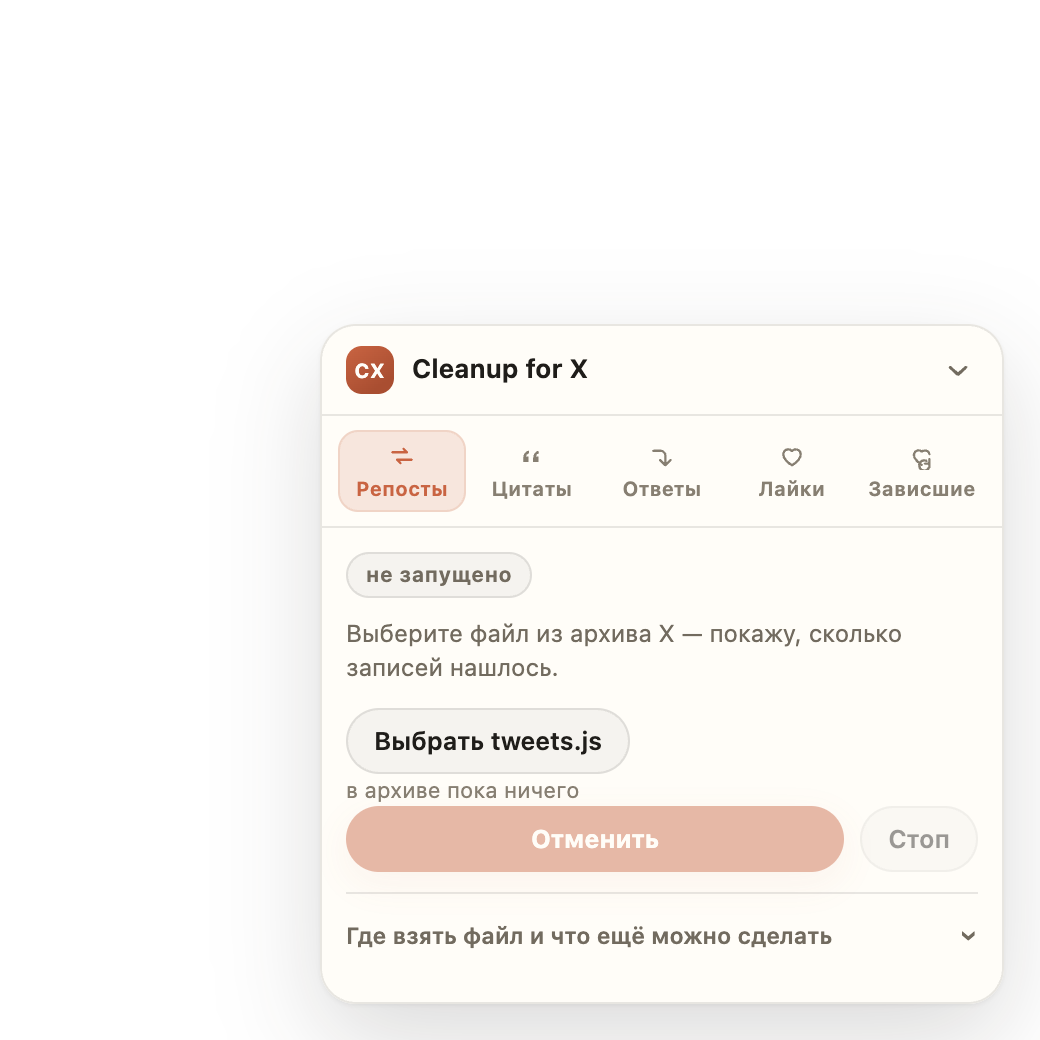 CX Cleanup for X
Репосты Цитаты Ответы Лайки Зависшие
не запущено
Выберите файл из архива X — покажу, сколько
записей нашлось.
Выбрать tweets.js
в архиве пока ничего
Отменить Стоп
Где взять файл и что ещё можно сделать